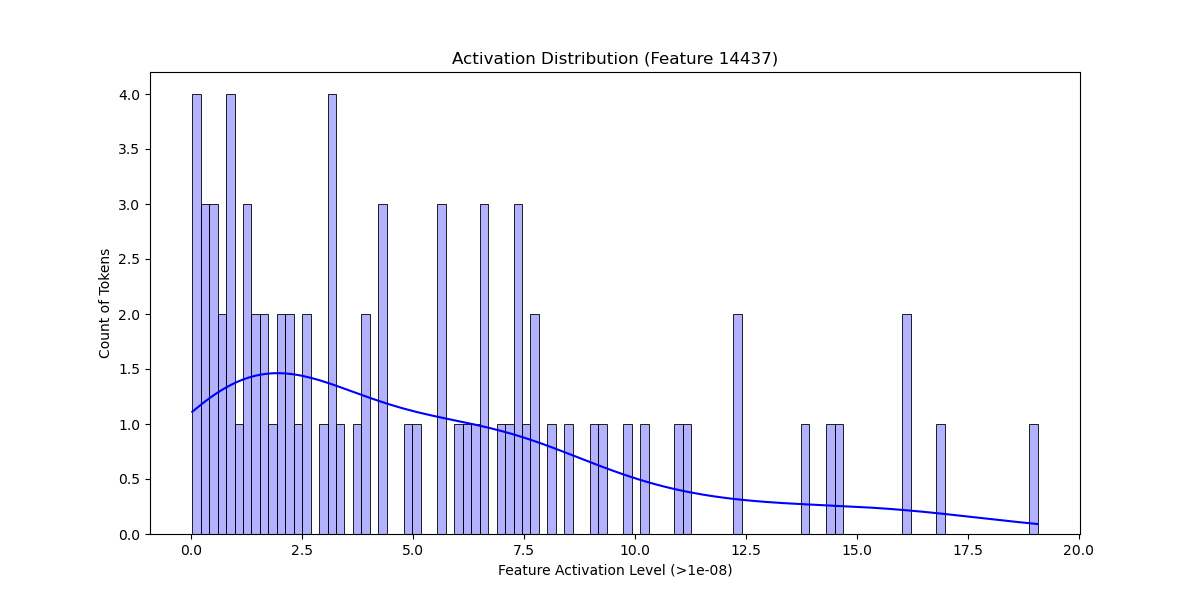 Activation Distribution (Feature 14437)
4.0
3.5
3.0
2.5
2.0
1.5
1.0
0.5
0.0
Count of Tokens
0.0 2.5 5.0 7.5 10.0 12.5 15.0 17.5 20.0
Feature Activation Level (>1e-08)